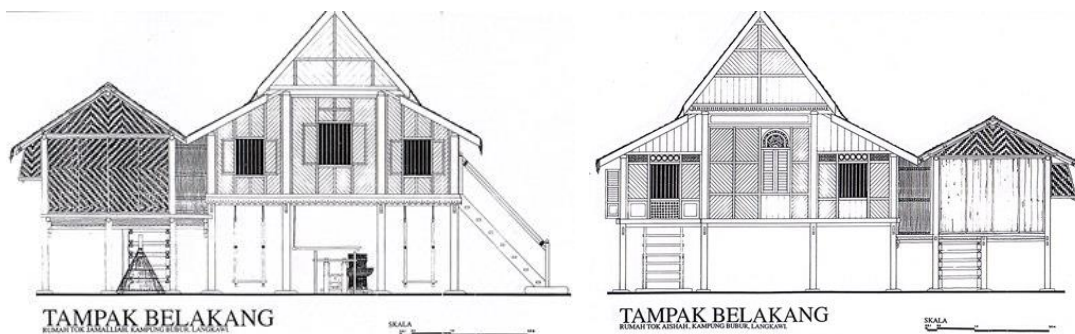 TAMPAK BELAKANG
RUMAH TOK JAMALLIAH, KAMPUNG BUBUR, LANGKAWI
SKALA
TAMPAK BELAKANG
RUMAH TOK AISHAH, KAMPUNG BUBUR, LANGKAWI
SKALA